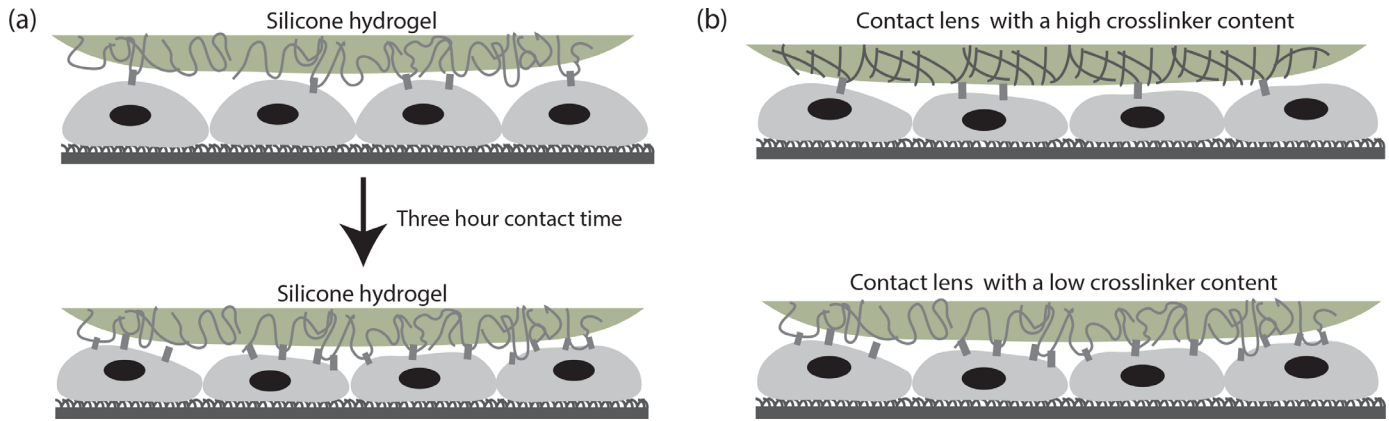 (a)
Silicone hydrogel
Three hour contact time
Silicone hydrogel
(b)
Contact lens with a high crosslinker content
Contact lens with a low crosslinker content